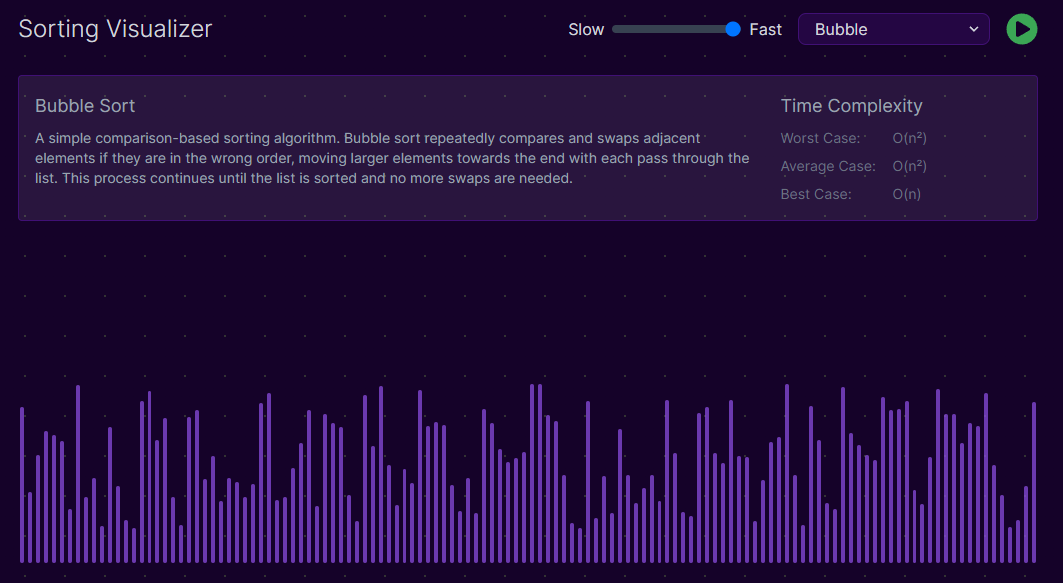 Sorting Visualizer
Slow Fast Bubble
Bubble Sort
A simple comparison-based sorting algorithm. Bubble sort repeatedly compares and swaps adjacent
elements if they are in the wrong order, moving larger elements towards the end with each pass through the
list. This process continues until the list is sorted and no more swaps are needed.
Time Complexity
Worst Case: O(n²)
Average Case: O(n²)
Best Case: O(n)